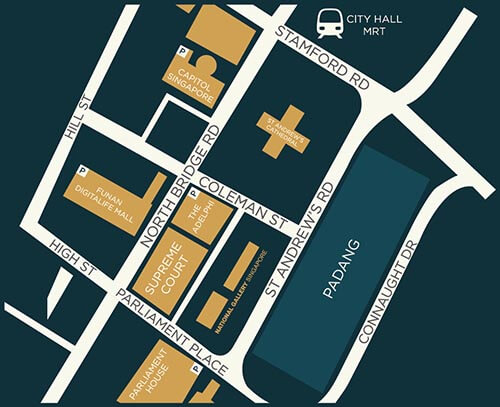 CITY HALL
MRT
STAMFORD RD
P
CAPITOL
SINGAPORE
HILL ST
ST ANDREW'S
CATHEDRAL
NORTH BRIDGE RD
P
FUNAN
DIGITALIFE MALL
COLEMAN ST
P
THE
ADELPHI
ST ANDREW'S RD
HIGH ST
SUPREME
COURT
NATIONAL GALLERY SINGAPORE
PADANG
CONNAUGHT DR
PARLIAMENT PLACE
PARLIAMENT
HOUSE
P